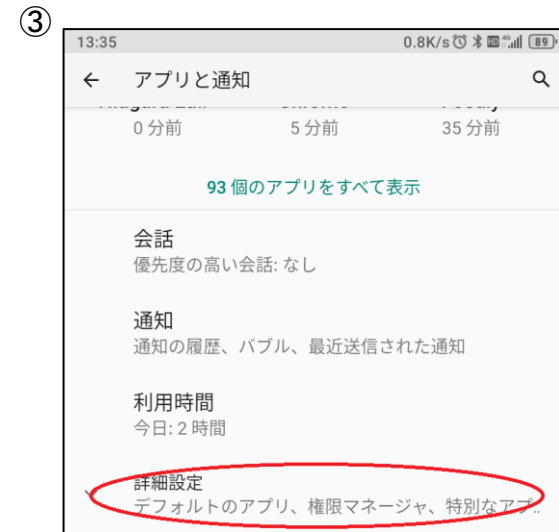 ③
13:35 0.8K/s HD 4G 89
← アプリと通知
0 分前 5 分前 35 分前
93 個のアプリをすべて表示
会話
優先度の高い会話: なし
通知
通知の履歴、バブル、最近送信された通知
利用時間
今日: 2 時間
詳細設定
デフォルトのアプリ、権限マネージャ、特別なアプ..